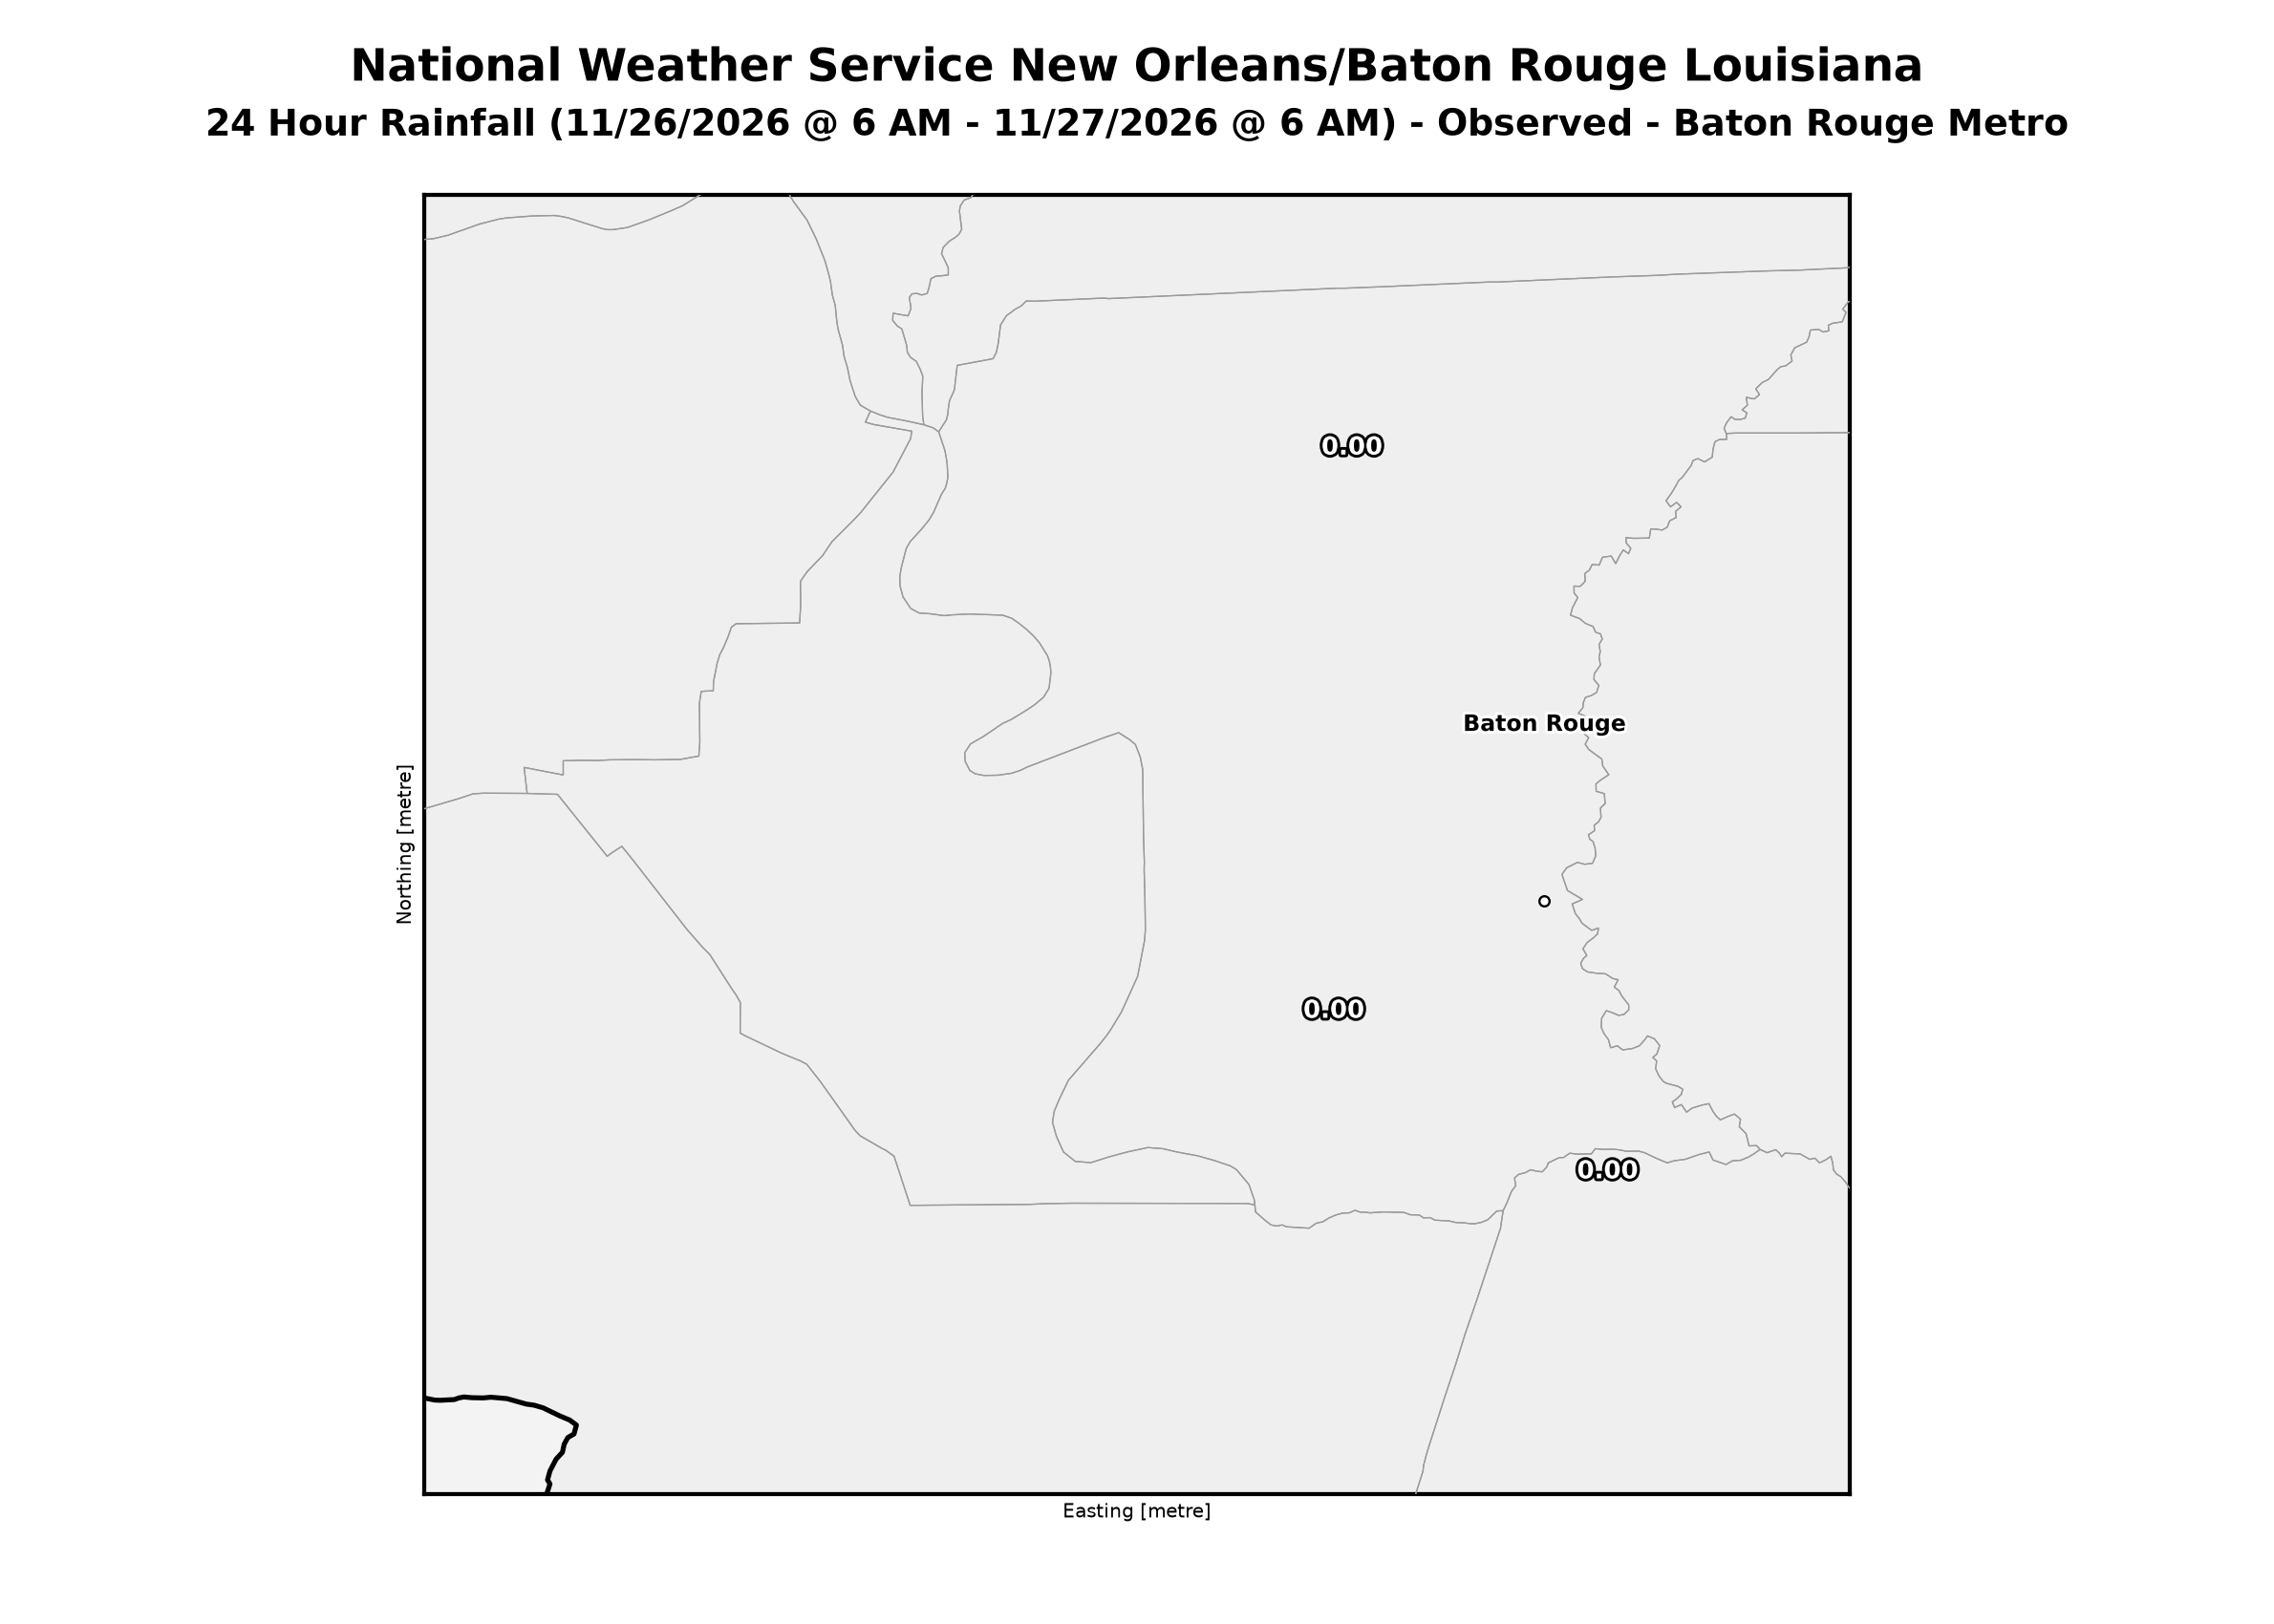 National Weather Service New Orleans/Baton Rouge Louisiana
24 Hour Rainfall (11/26/2026 @ 6 AM - 11/27/2026 @ 6 AM) - Observed - Baton Rouge Metro
0.00
Baton Rouge
Northing [metre]
0.00
0.00
Easting [metre]